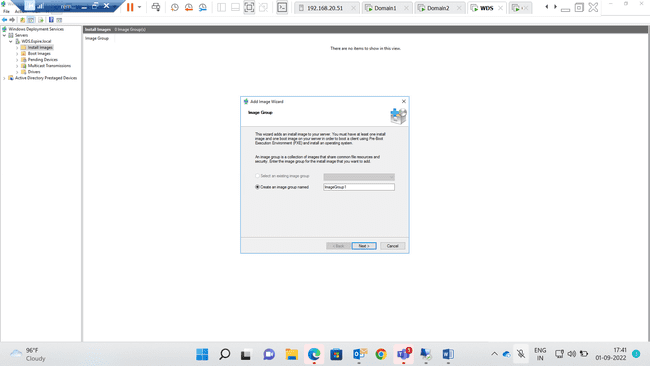 192.168.20.51
Domain1
Domain2
WDS
File
Windows Deployment Services
Servers
WDS.Expire.local
Install Images
Boot Images
Pending Devices
Multicast Transmissions
Drivers
Active Directory Prestaged Devices
Install Images 0 Image Group(s)
Image Group
There are no items to show in this view.
Add Image Wizard
Image Group
This wizard adds an install image to your server. You must have at least one install
image and one boot image on your server in order to boot a client using Pre-Boot
Execution Environment (PXE) and install an operating system.
An image group is a collection of images that share common file resources and
security. Enter the image group for the install image that you want to add.
Select an existing image group
Create an image group named:
ImageGroup1
< Back
Next >
Cancel
96°F
Cloudy
ENG
IN
17:41
01-09-2022